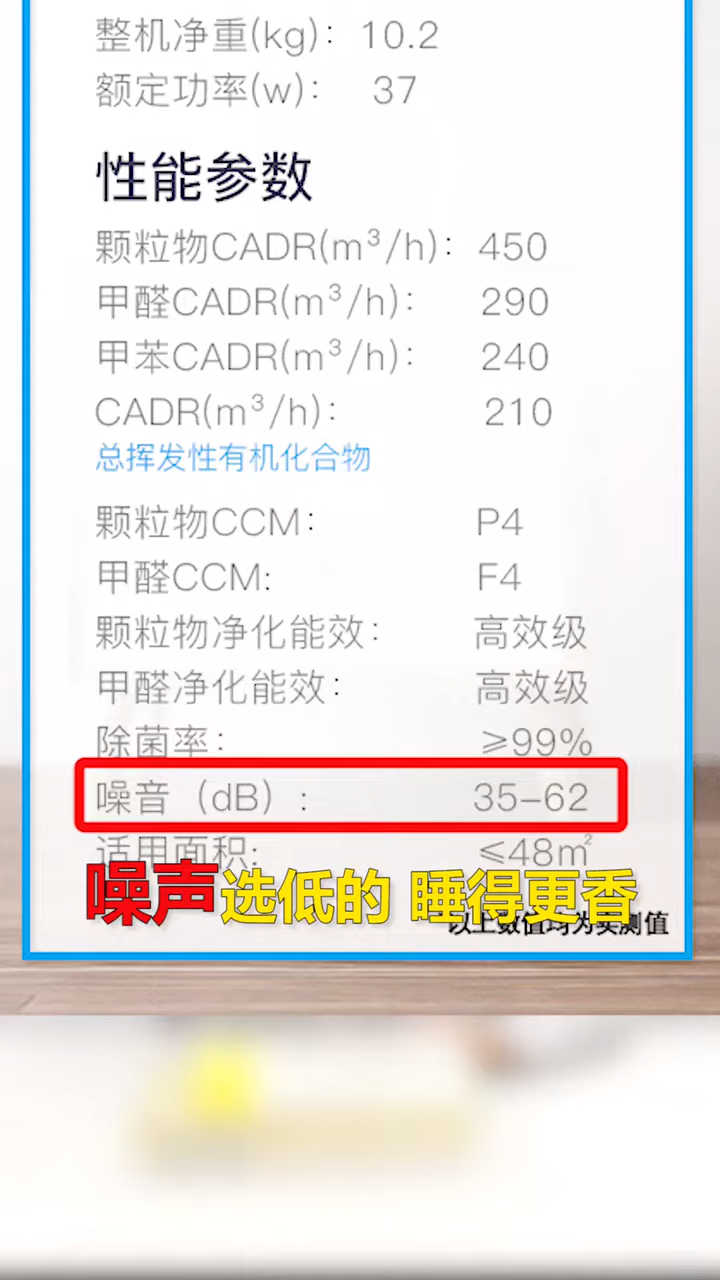 整机净重(kg)： 10.2
额定功率(w)： 37
性能参数
颗粒物CADR(m³/h)： 450
甲醛CADR(m³/h)： 290
甲苯CADR(m³/h)： 240
CADR(m³/h)： 210
总挥发性有机化合物
颗粒物CCM： P4
甲醛CCM: F4
颗粒物净化能效： 高效级
甲醛净化能效： 高效级
除菌率： ≥99%
噪音（dB）： 35-62
适用面积: ≤48㎡
噪声选低的 睡得更香
以上数值均为实测值